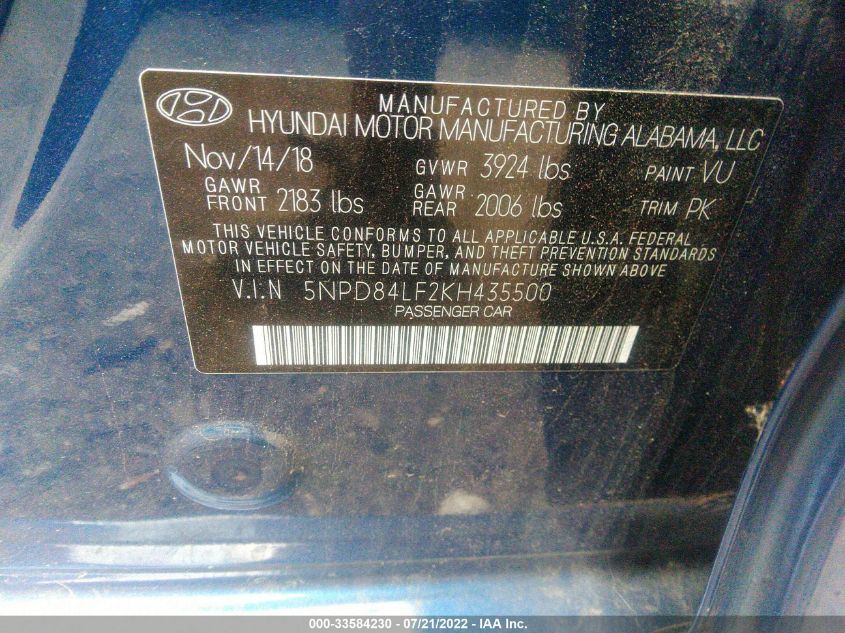 MANUFACTURED BY
HYUNDAI MOTOR MANUFACTURING ALABAMA, LLC
Nov/14/18 GVWR 3924 lbs PAINT VU
GAWR FRONT 2183 lbs GAWR REAR 2006 lbs TRIM PK
THIS VEHICLE CONFORMS TO ALL APPLICABLE U.S.A. FEDERAL
MOTOR VEHICLE SAFETY, BUMPER, AND THEFT PREVENTION STANDARDS
IN EFFECT ON THE DATE OF MANUFACTURE SHOWN ABOVE
V.I.N 5NPD84LF2KH435500
PASSENGER CAR
000-33584230 - 07/21/2022 - IAA Inc.